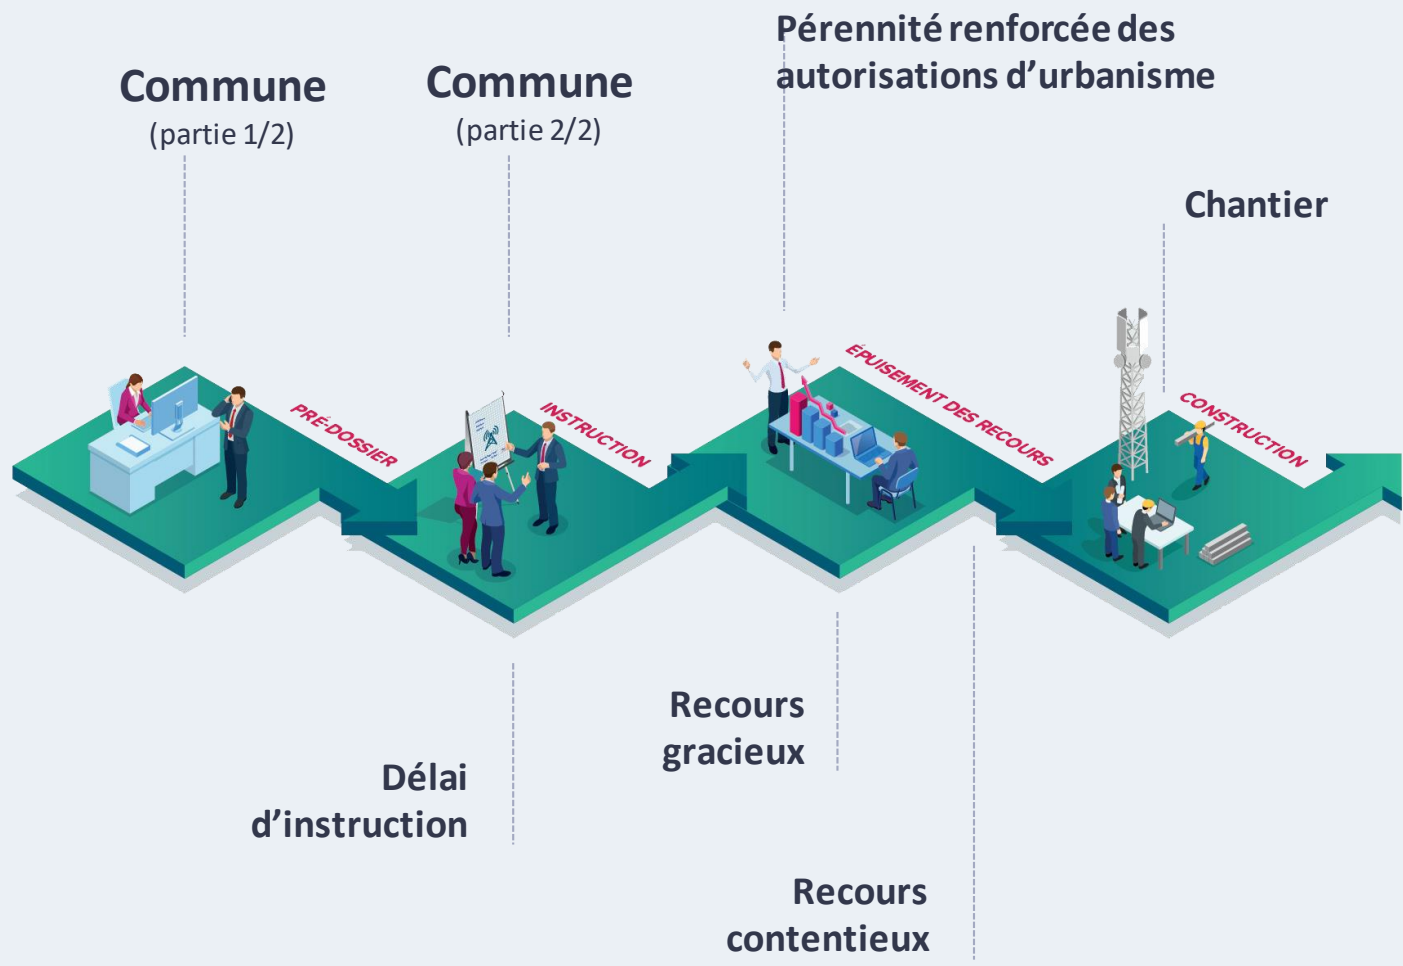 Pérennité renforcée des
autorisations d’urbanisme
Commune
(partie 1/2)
Commune
(partie 2/2)
Chantier
PRÉ-DOSSIER
INSTRUCTION
ÉPUISEMENT DES RECOURS
CONSTRUCTION
Recours
gracieux
Délai
d’instruction
Recours
contentieux